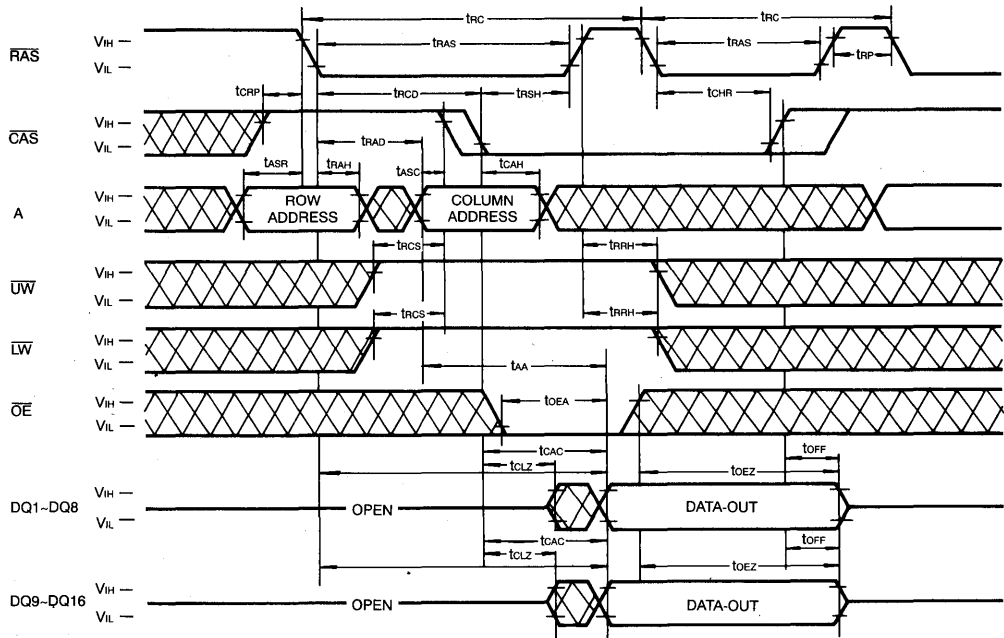 tRC tRC
RAS VIH — tRAS tRAS tRP
VIL —
tCRP tRCD tRSH tCHR
CAS VIH —
VIL — tRAD
tASR tRAH tASC tCAH
A VIH — ROW ADDRESS COLUMN ADDRESS
VIL —
tRCS tRRH
UW VIH —
VIL —
tRCS tRRH
LW VIH —
VIL —
tAA
OE VIH — tOEA
VIL —
tCAC tOFF
tCLZ tOEZ
DQ1~DQ8 VIH — OPEN DATA-OUT
VIL —
tCAC tOFF
tCLZ tOEZ
DQ9~DQ16 VIH — OPEN DATA-OUT
VIL —